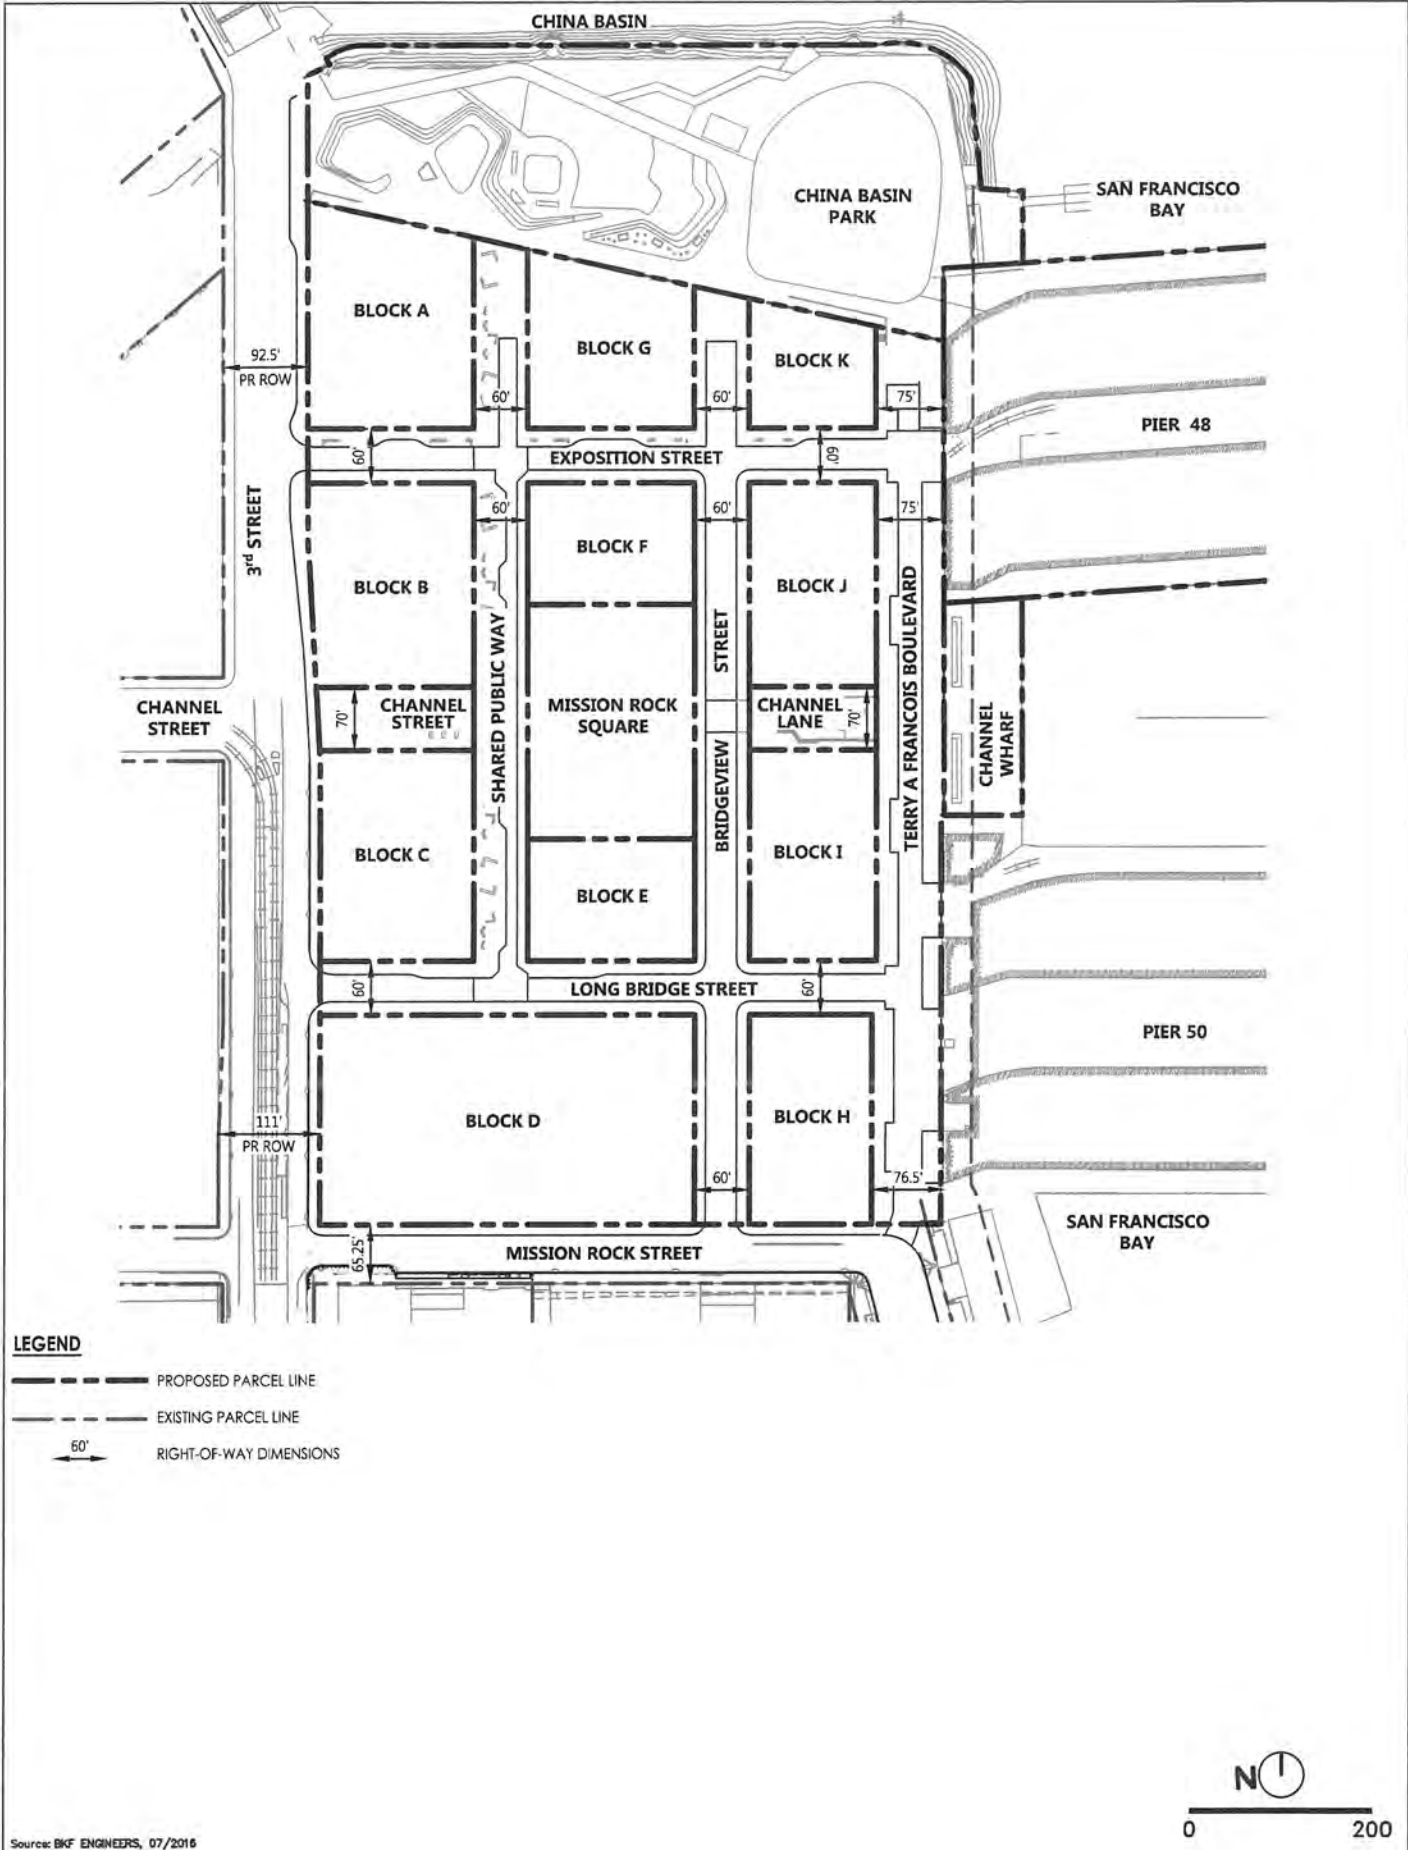 CHINA BASIN
SAN FRANCISCO
BAY
CHINA BASIN
PARK
BLOCK A
BLOCK G
BLOCK K
92.5'
PR ROW
60'
60'
75'
PIER 48
60'
EXPOSITION STREET
60'
3rd STREET
60'
60'
75'
BLOCK F
BLOCK B
BLOCK J
SHARED PUBLIC WAY
BRIDGEVIEW STREET
TERRY A FRANCOIS BOULEVARD
CHANNEL
STREET
70'
CHANNEL
STREET
MISSION ROCK
SQUARE
CHANNEL
LANE
70'
CHANNEL
WHARF
BLOCK C
BLOCK I
BLOCK E
60'
LONG BRIDGE STREET
60'
PIER 50
111'
PR ROW
BLOCK D
BLOCK H
60'
76.5'
65.25'
MISSION ROCK STREET
SAN FRANCISCO
BAY
LEGEND
PROPOSED PARCEL LINE
EXISTING PARCEL LINE
60'
RIGHT-OF-WAY DIMENSIONS
N
0 200
Source: BKF ENGINEERS, 07/2016